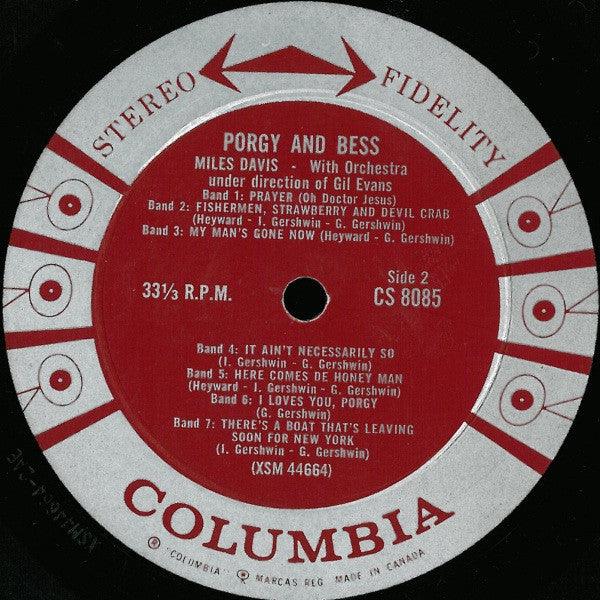 STEREO FIDELITY
PORGY AND BESS
MILES DAVIS - With Orchestra
under direction of Gil Evans
Band 1: PRAYER (Oh Doctor Jesus)
Band 2: FISHERMEN, STRAWBERRY AND DEVIL CRAB
(Heyward - I. Gershwin - G. Gershwin)
Band 3: MY MAN'S GONE NOW (Heyward - G. Gershwin)
33⅓ R.P.M.
Side 2
CS 8085
Band 4: IT AIN'T NECESSARILY SO
(I. Gershwin - G. Gershwin)
Band 5: HERE COMES DE HONEY MAN
(Heyward - I. Gershwin - G. Gershwin)
Band 6: I LOVES YOU, PORGY
(G. Gershwin)
Band 7: THERE'S A BOAT THAT'S LEAVING
SOON FOR NEW YORK
(I. Gershwin - G. Gershwin)
(XSM 44664)
COLUMBIA
® "COLUMBIA" ® MARCAS REG. MADE IN CANADA